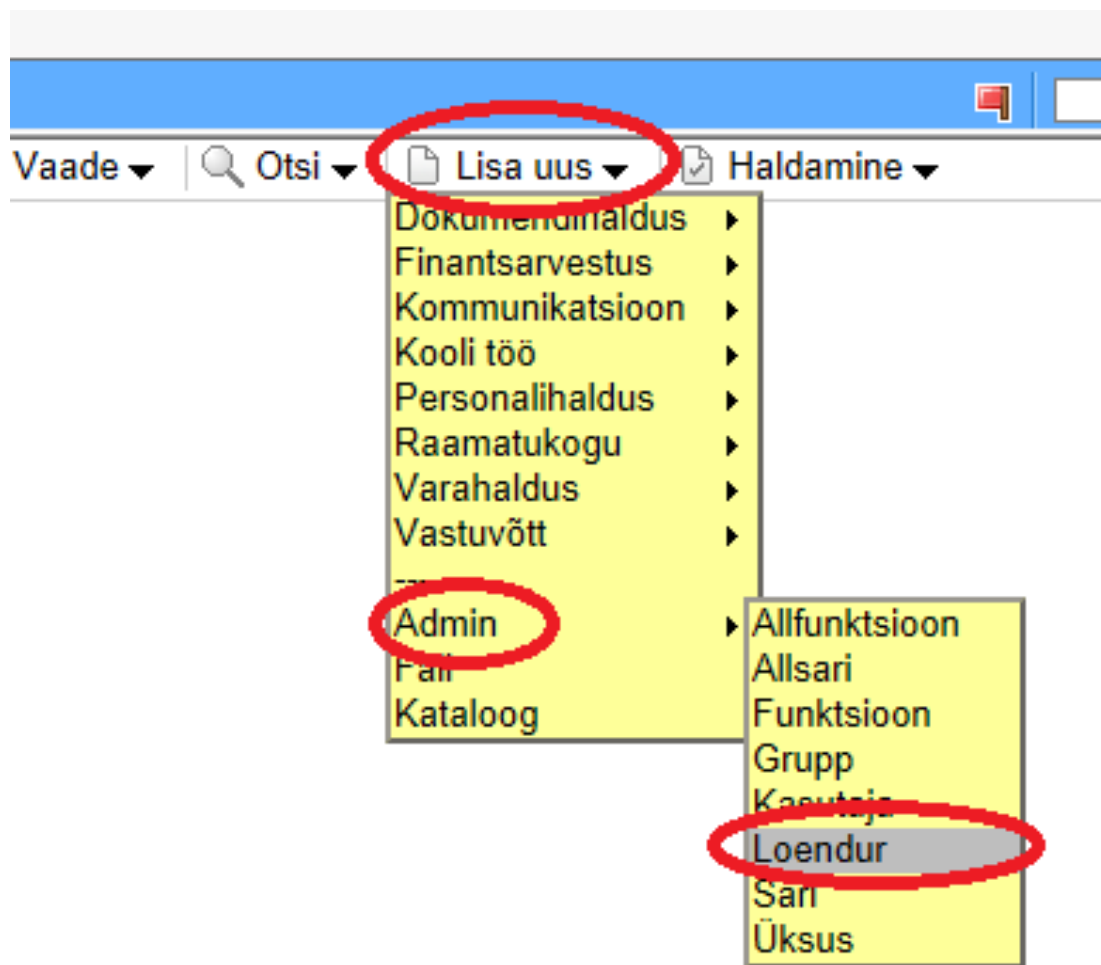 Vaade Otsi Lisa uus Haldamine
Dokumendihaldus
Finantsarvestus
Kommunikatsioon
Kooli töö
Personalihaldus
Raamatukogu
Varahaldus
Vastuvõtt
---
Admin
Fail
Kataloog
Allfunktsioon
Allsari
Funktsioon
Grupp
Kasutaja
Loendur
Sari
Üksus